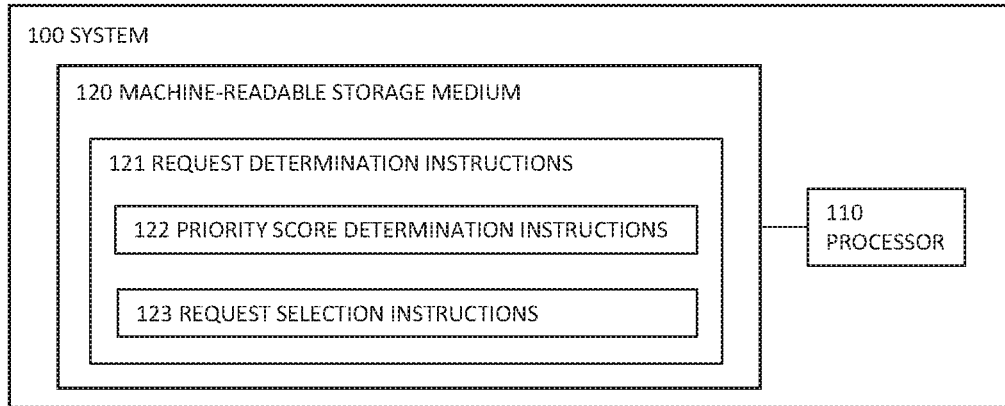 100 SYSTEM
120 MACHINE-READABLE STORAGE MEDIUM
121 REQUEST DETERMINATION INSTRUCTIONS
122 PRIORITY SCORE DETERMINATION INSTRUCTIONS
123 REQUEST SELECTION INSTRUCTIONS
110
PROCESSOR